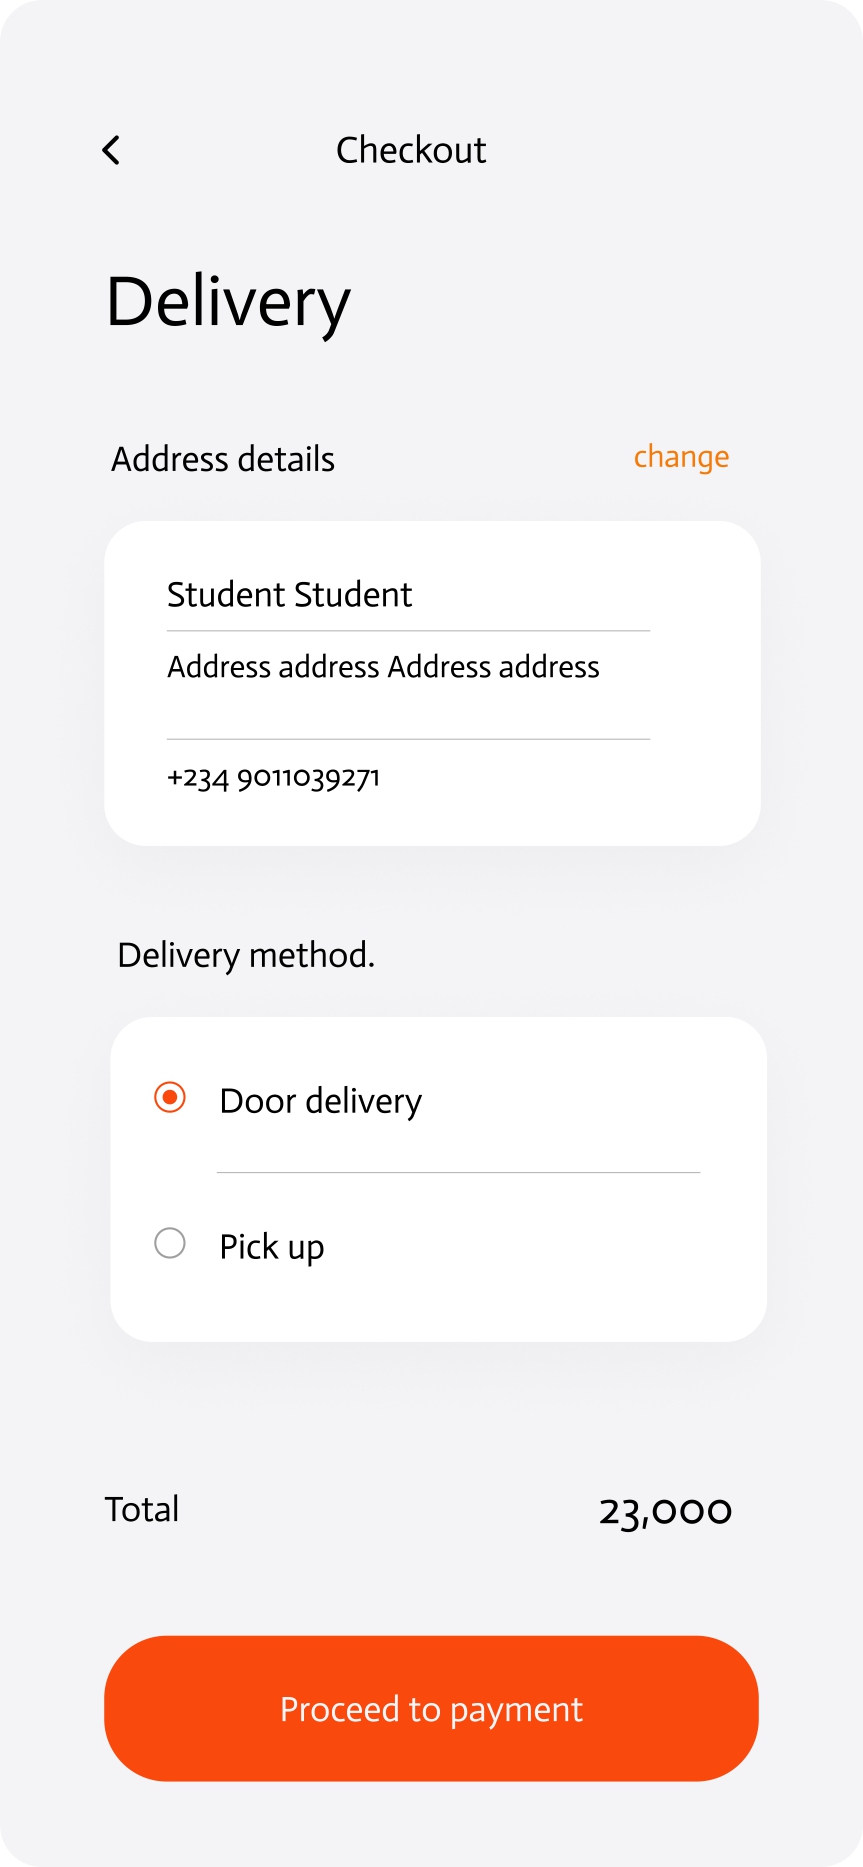 Checkout
Delivery
Address details
change
Student Student
Address address Address address
+234 9011039271
Delivery method.
Door delivery
Pick up
Total
23,000
Proceed to payment